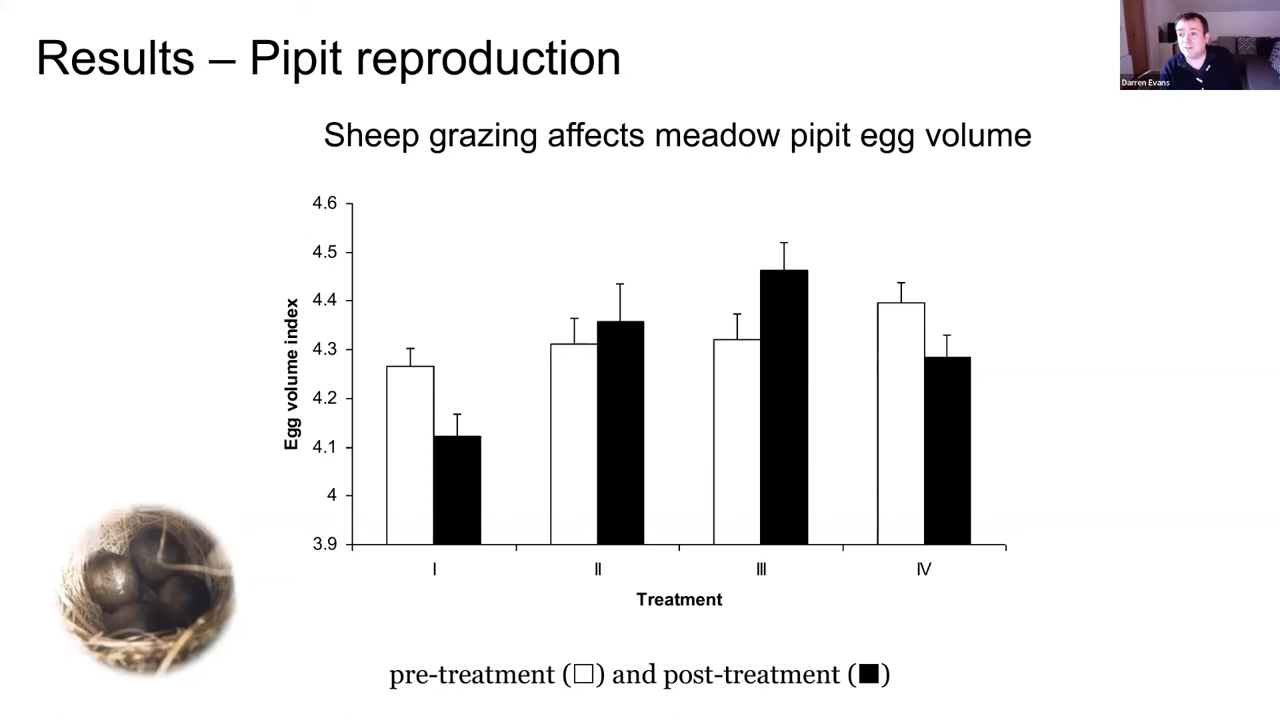 Results – Pipit reproduction
Darren Evans
Sheep grazing affects meadow pipit egg volume
4.6
4.5
4.4
4.3
4.2
4.1
4
3.9
Egg volume index
I II III IV
Treatment
pre-treatment (□) and post-treatment (■)